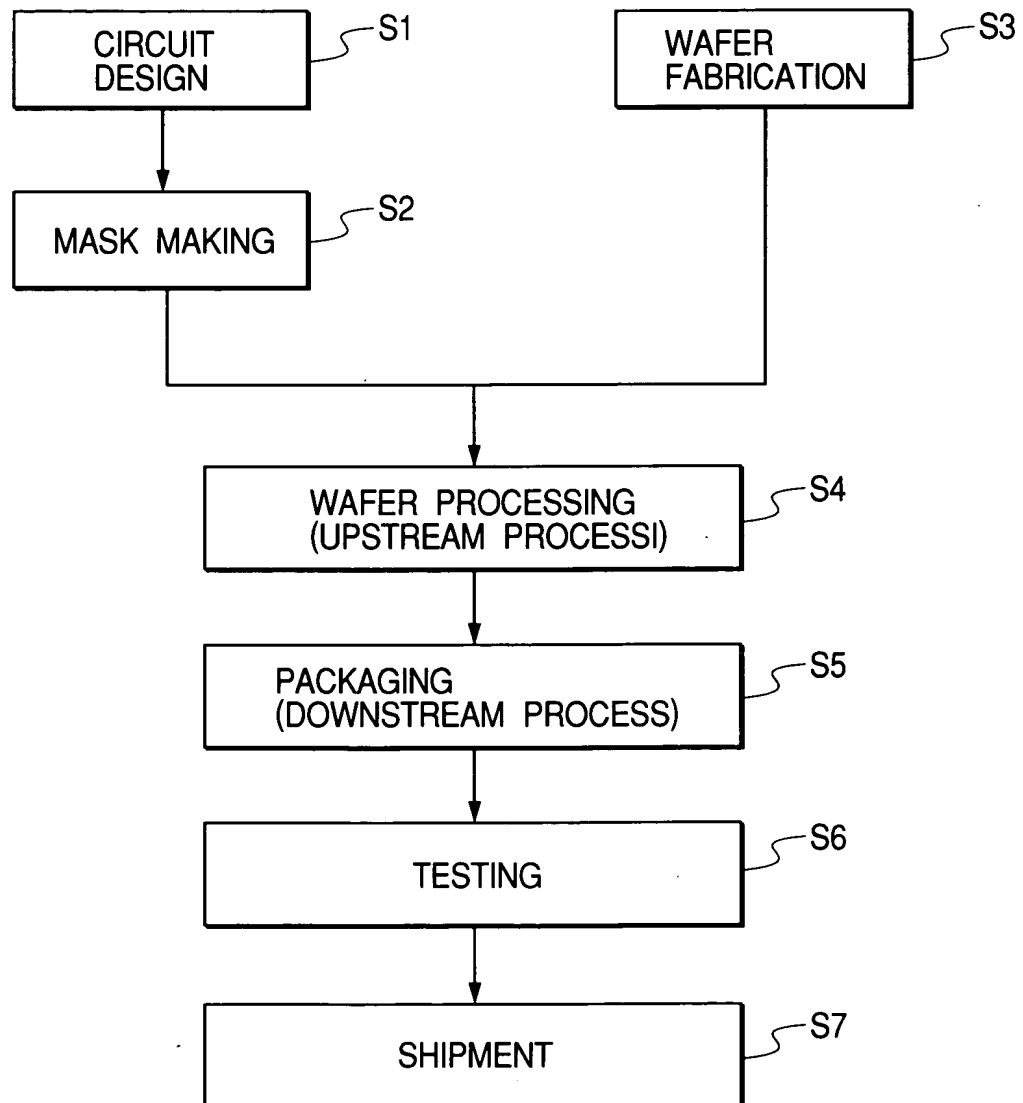 CIRCUIT
DESIGN
S1
WAFER
FABRICATION
S3
MASK MAKING
S2
WAFER PROCESSING
(UPSTREAM PROCESSI)
S4
PACKAGING
(DOWNSTREAM PROCESS)
S5
TESTING
S6
SHIPMENT
S7